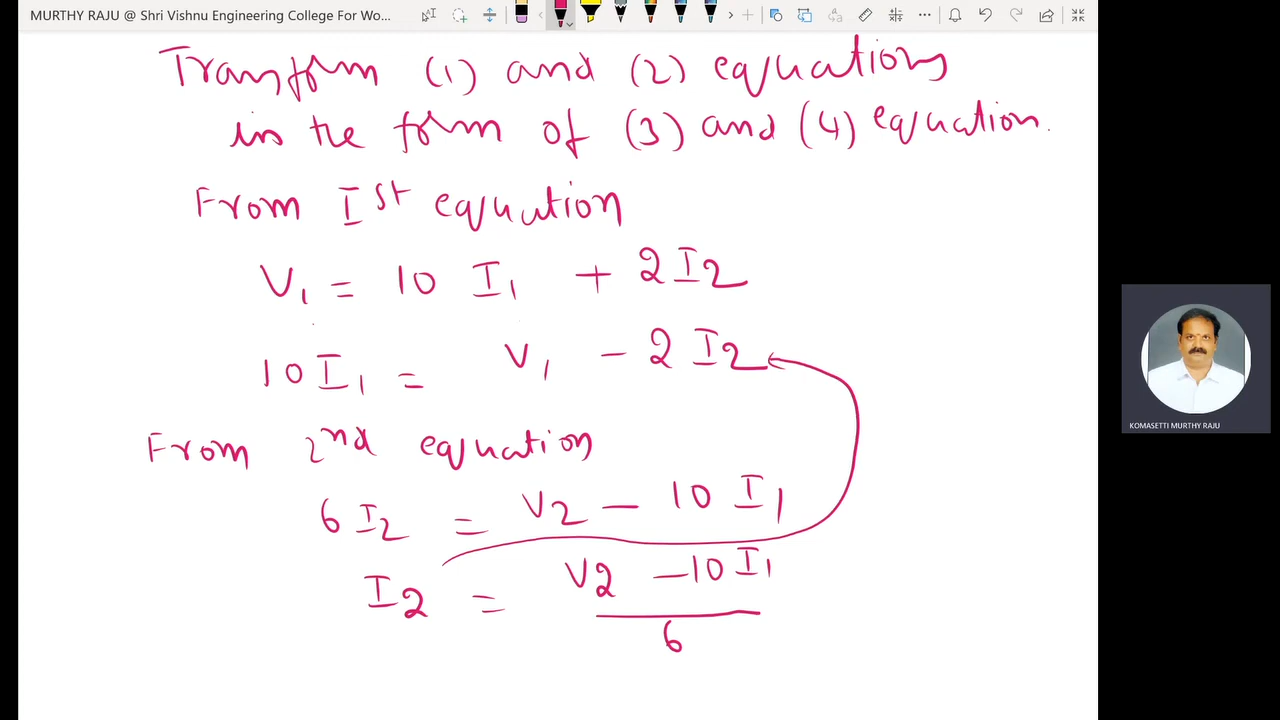 MURTHY RAJU @ Shri Vishnu Engineering College For Wo...
Transform (1) and (2) equations
in the form of (3) and (4) equation.
From Ist equation
V1 = 10 I1 + 2I2
10 I1 = V1 - 2 I2
From 2nd equation
6 I2 = V2 - 10 I1
I2 = V2 - 10 I1
6
KOMASETTI MURTHY RAJU